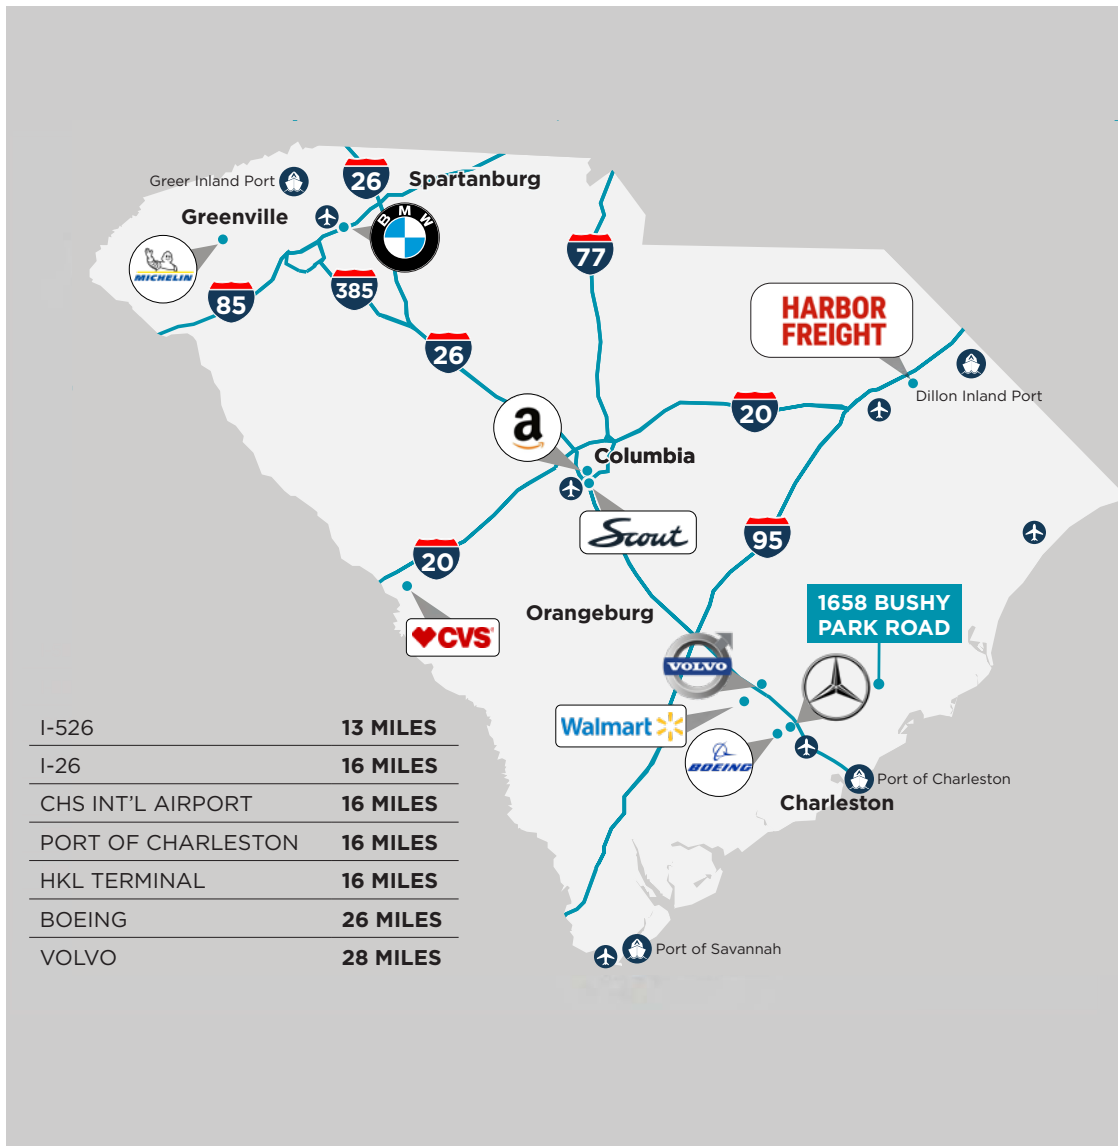 26
Spartanburg
Greer Inland Port
Greenville
BMW
MICHELIN
77
385
85
HARBOR
FREIGHT
26
Dillon Inland Port
20
a
Columbia
Scout
95
20
1658 BUSHY
PARK ROAD
Orangeburg
CVS
VOLVO
Walmart
BOEING
Port of Charleston
Charleston
I-526 13 MILES
I-26 16 MILES
CHS INT'L AIRPORT 16 MILES
PORT OF CHARLESTON 16 MILES
HKL TERMINAL 16 MILES
BOEING 26 MILES
VOLVO 28 MILES
Port of Savannah